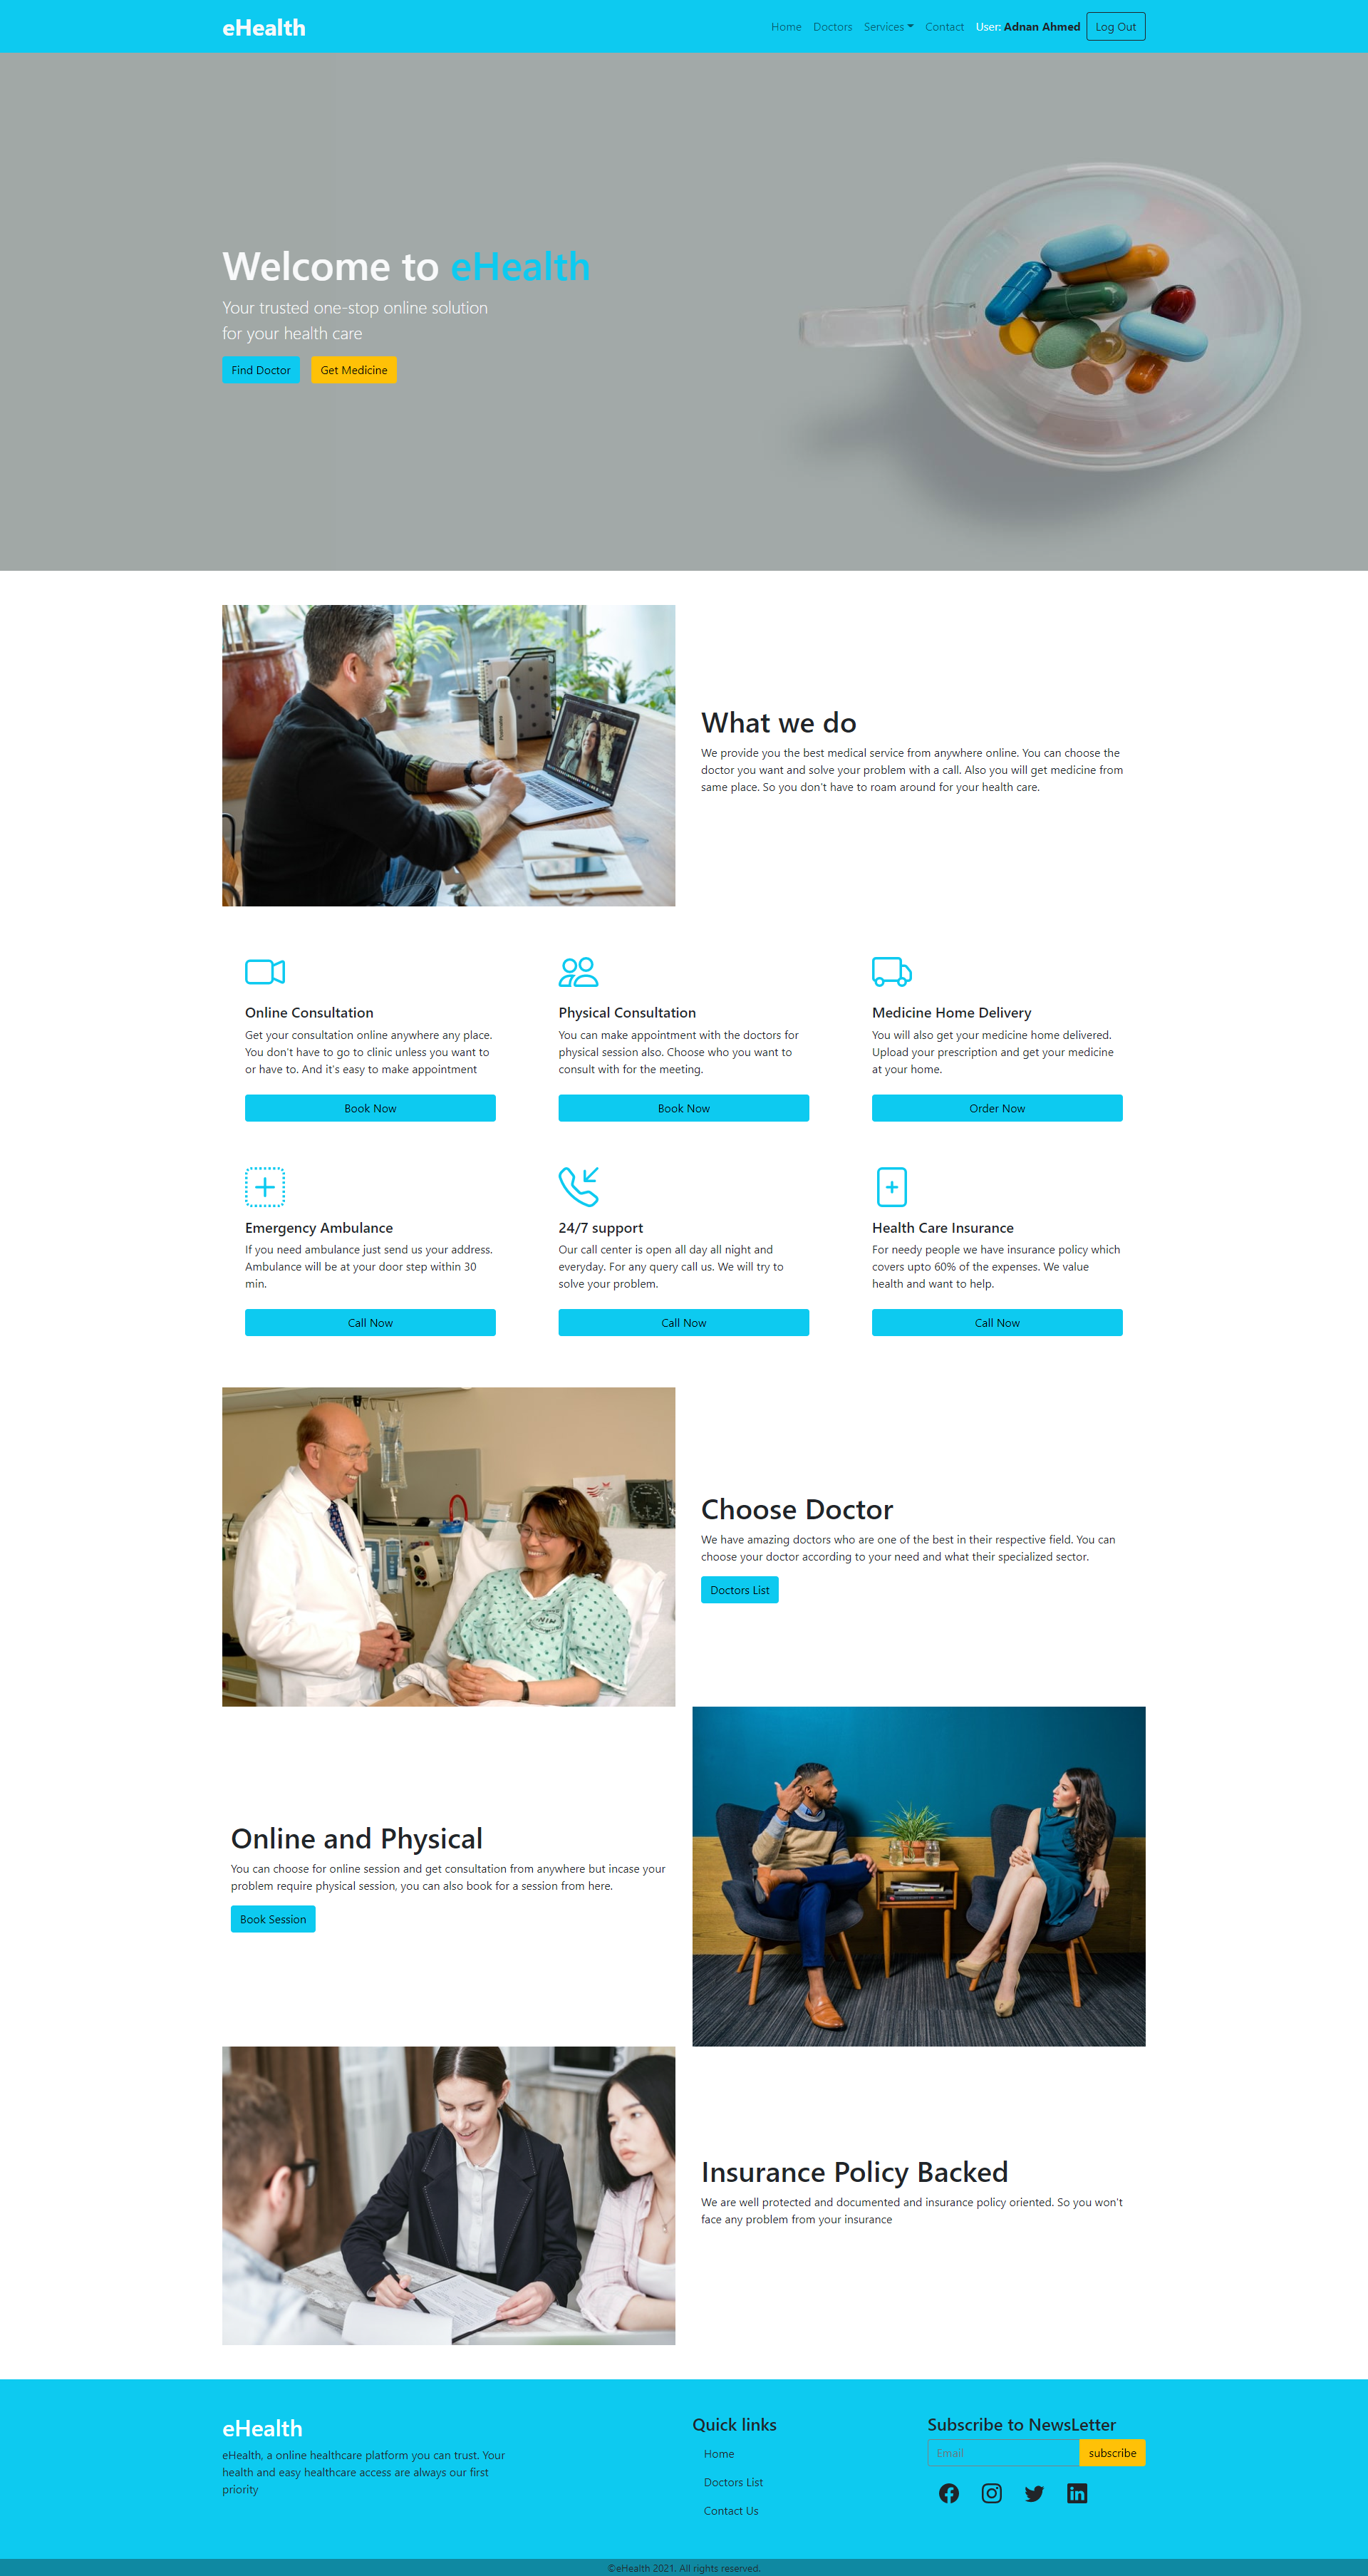 eHealth
Home Doctors Services Contact User: Adnan Ahmed Log Out
Welcome to eHealth
Your trusted one-stop online solution
for your health care
Find Doctor Get Medicine
What we do
We provide you the best medical service from anywhere online. You can choose the
doctor you want and solve your problem with a call. Also you will get medicine from
same place. So you don't have to roam around for your health care.
Online Consultation
Get your consultation online anywhere any place.
You don't have to go to clinic unless you want to
or have to. And it's easy to make appointment
Book Now
Physical Consultation
You can make appointment with the doctors for
physical session also. Choose who you want to
consult with for the meeting.
Book Now
Medicine Home Delivery
You will also get your medicine home delivered.
Upload your prescription and get your medicine
at your home.
Order Now
Emergency Ambulance
If you need ambulance just send us your address.
Ambulance will be at your door step within 30
min.
Call Now
24/7 support
Our call center is open all day all night and
everyday. For any query call us. We will try to
solve your problem.
Call Now
Health Care Insurance
For needy people we have insurance policy which
covers upto 60% of the expenses. We value
health and want to help.
Call Now
Choose Doctor
We have amazing doctors who are one of the best in their respective field. You can
choose your doctor according to your need and what their specialized sector.
Doctors List
Online and Physical
You can choose for online session and get consultation from anywhere but incase your
problem require physical session, you can also book for a session from here.
Book Session
Insurance Policy Backed
We are well protected and documented and insurance policy oriented. So you won't
face any problem from your insurance
eHealth
eHealth, a online healthcare platform you can trust. Your
health and easy healthcare access are always our first
priority
Quick links
Home
Doctors List
Contact Us
Subscribe to NewsLetter
Email subscribe
©eHealth 2021. All rights reserved.